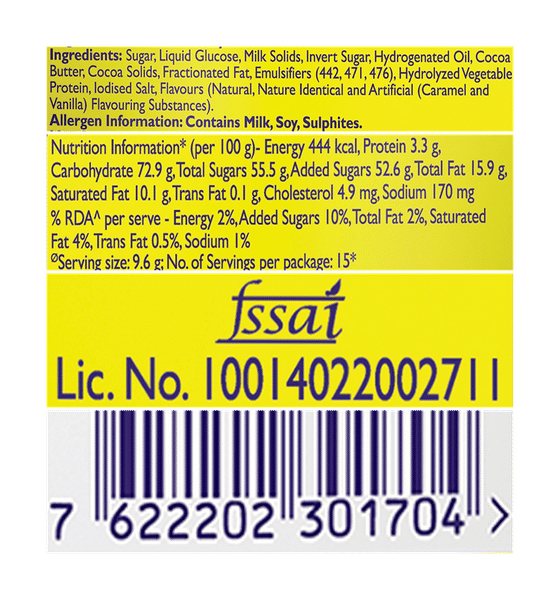 Ingredients: Sugar, Liquid Glucose, Milk Solids, Invert Sugar, Hydrogenated Oil, Cocoa
Butter, Cocoa Solids, Fractionated Fat, Emulsifiers (442, 471, 476), Hydrolyzed Vegetable
Protein, Iodised Salt, Flavours (Natural, Nature Identical and Artificial (Caramel and
Vanilla) Flavouring Substances).
Allergen Information: Contains Milk, Soy, Sulphites.
Nutrition Information* (per 100 g)- Energy 444 kcal, Protein 3.3 g,
Carbohydrate 72.9 g, Total Sugars 55.5 g, Added Sugars 52.6 g, Total Fat 15.9 g,
Saturated Fat 10.1 g, Trans Fat 0.1 g, Cholesterol 4.9 mg, Sodium 170 mg
% RDA^ per serve - Energy 2%, Added Sugars 10%, Total Fat 2%, Saturated
Fat 4%, Trans Fat 0.5%, Sodium 1%
ØServing size: 9.6 g; No. of Servings per package: 15*
fssai
Lic. No. 10014022002711
7 622202 301704 >